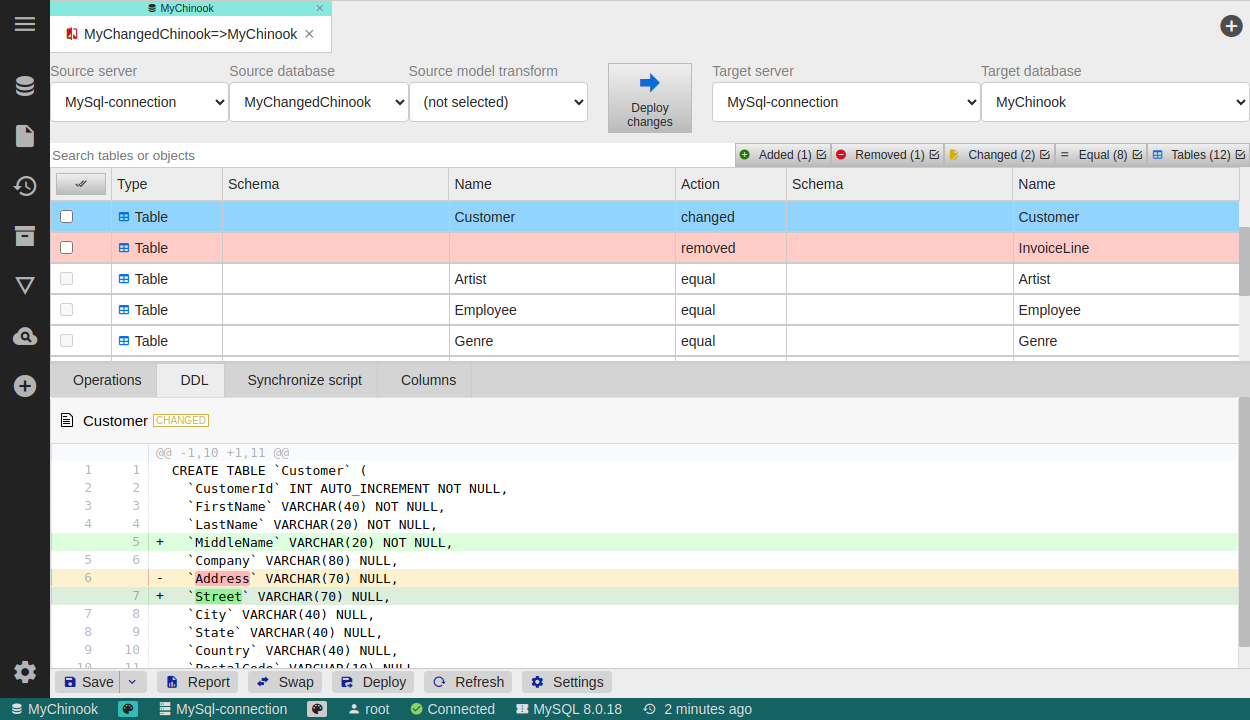 MyChinook
MyChangedChinook=>MyChinook
Source server Source database Source model transform Target server Target database
MySql-connection MyChangedChinook (not selected) Deploy changes MySql-connection MyChinook
Search tables or objects Added (1) Removed (1) Changed (2) Equal (8) Tables (12)
Type Schema Name Action Schema Name
Table Customer changed Customer
Table removed InvoiceLine
Table Artist equal Artist
Table Employee equal Employee
Table Genre equal Genre
Operations DDL Synchronize script Columns
Customer CHANGED
@@ -1,10 +1,11 @@
1 1 CREATE TABLE `Customer` (
2 2 `CustomerId` INT AUTO_INCREMENT NOT NULL,
3 3 `FirstName` VARCHAR(40) NOT NULL,
4 4 `LastName` VARCHAR(20) NOT NULL,
5 + `MiddleName` VARCHAR(20) NOT NULL,
5 6 `Company` VARCHAR(80) NULL,
6 - `Address` VARCHAR(70) NULL,
7 + `Street` VARCHAR(70) NULL,
7 8 `City` VARCHAR(40) NULL,
8 9 `State` VARCHAR(40) NULL,
9 10 `Country` VARCHAR(40) NULL,
10 11 `PostalCode` VARCHAR(10) NULL,
Save Report Swap Deploy Refresh Settings
MyChinook MySql-connection root Connected MySQL 8.0.18 2 minutes ago